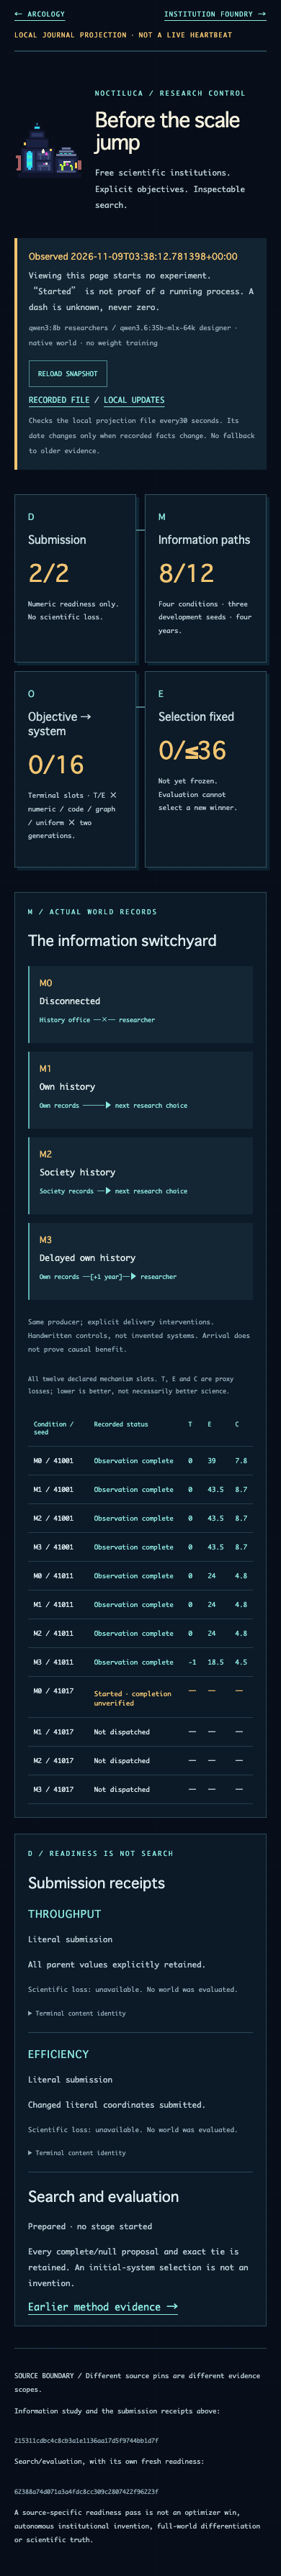 ← ARCOLOGY
INSTITUTION FOUNDRY →
LOCAL JOURNAL PROJECTION · NOT A LIVE HEARTBEAT
NOCTILUCA / RESEARCH CONTROL
Before the scale
jump
Free scientific institutions.
Explicit objectives. Inspectable
search.
Observed 2026-11-09T03:38:12.781398+00:00
Viewing this page starts no experiment.
“Started” is not proof of a running process. A
dash is unknown, never zero.
qwen3:8b researchers / qwen3.6:35b-mlx-64k designer ·
native world · no weight training
RELOAD SNAPSHOT
RECORDED FILE / LOCAL UPDATES
Checks the local projection file every30 seconds. Its
date changes only when recorded facts change. No fallback
to older evidence.
D
Submission
2/2
Numeric readiness only.
No scientific loss.
M
Information paths
8/12
Four conditions · three
development seeds · four
years.
O
Objective →
system
0/16
Terminal slots · T/E ×
numeric / code / graph
/ uniform × two
generations.
E
Selection fixed
0/≤36
Not yet frozen.
Evaluation cannot
select a new winner.
M / ACTUAL WORLD RECORDS
The information switchyard
M0
Disconnected
History office —×— researcher
M1
Own history
Own records ———▶ next research choice
M2
Society history
Society records —▶ next research choice
M3
Delayed own history
Own records —[+1 year]—▶ researcher
Same producer; explicit delivery interventions.
Handwritten controls, not invented systems. Arrival does
not prove causal benefit.
All twelve declared mechanism slots. T, E and C are proxy
losses; lower is better, not necessarily better science.
Condition / seed Recorded status T E C
M0 / 41001 Observation complete 0 39 7.8
M1 / 41001 Observation complete 0 43.5 8.7
M2 / 41001 Observation complete 0 43.5 8.7
M3 / 41001 Observation complete 0 43.5 8.7
M0 / 41011 Observation complete 0 24 4.8
M1 / 41011 Observation complete 0 24 4.8
M2 / 41011 Observation complete 0 24 4.8
M3 / 41011 Observation complete -1 18.5 4.5
M0 / 41017 Started · completion unverified — — —
M1 / 41017 Not dispatched — — —
M2 / 41017 Not dispatched — — —
M3 / 41017 Not dispatched — — —
D / READINESS IS NOT SEARCH
Submission receipts
THROUGHPUT
Literal submission
All parent values explicitly retained.
Scientific loss: unavailable. No world was evaluated.
▶ Terminal content identity
EFFICIENCY
Literal submission
Changed literal coordinates submitted.
Scientific loss: unavailable. No world was evaluated.
▶ Terminal content identity
Search and evaluation
Prepared · no stage started
Every complete/null proposal and exact tie is
retained. An initial-system selection is not an
invention.
Earlier method evidence →
SOURCE BOUNDARY / Different source pins are different evidence
scopes.
Information study and the submission receipts above:
215311cdbc4c8cb3a1e1136aa17d5f9744bb1d7f
Search/evaluation, with its own fresh readiness:
62388a74d071a3a4fdc8cc309c2807422f96223f
A source-specific readiness pass is not an optimizer win,
autonomous institutional invention, full-world differentiation
or scientific truth.